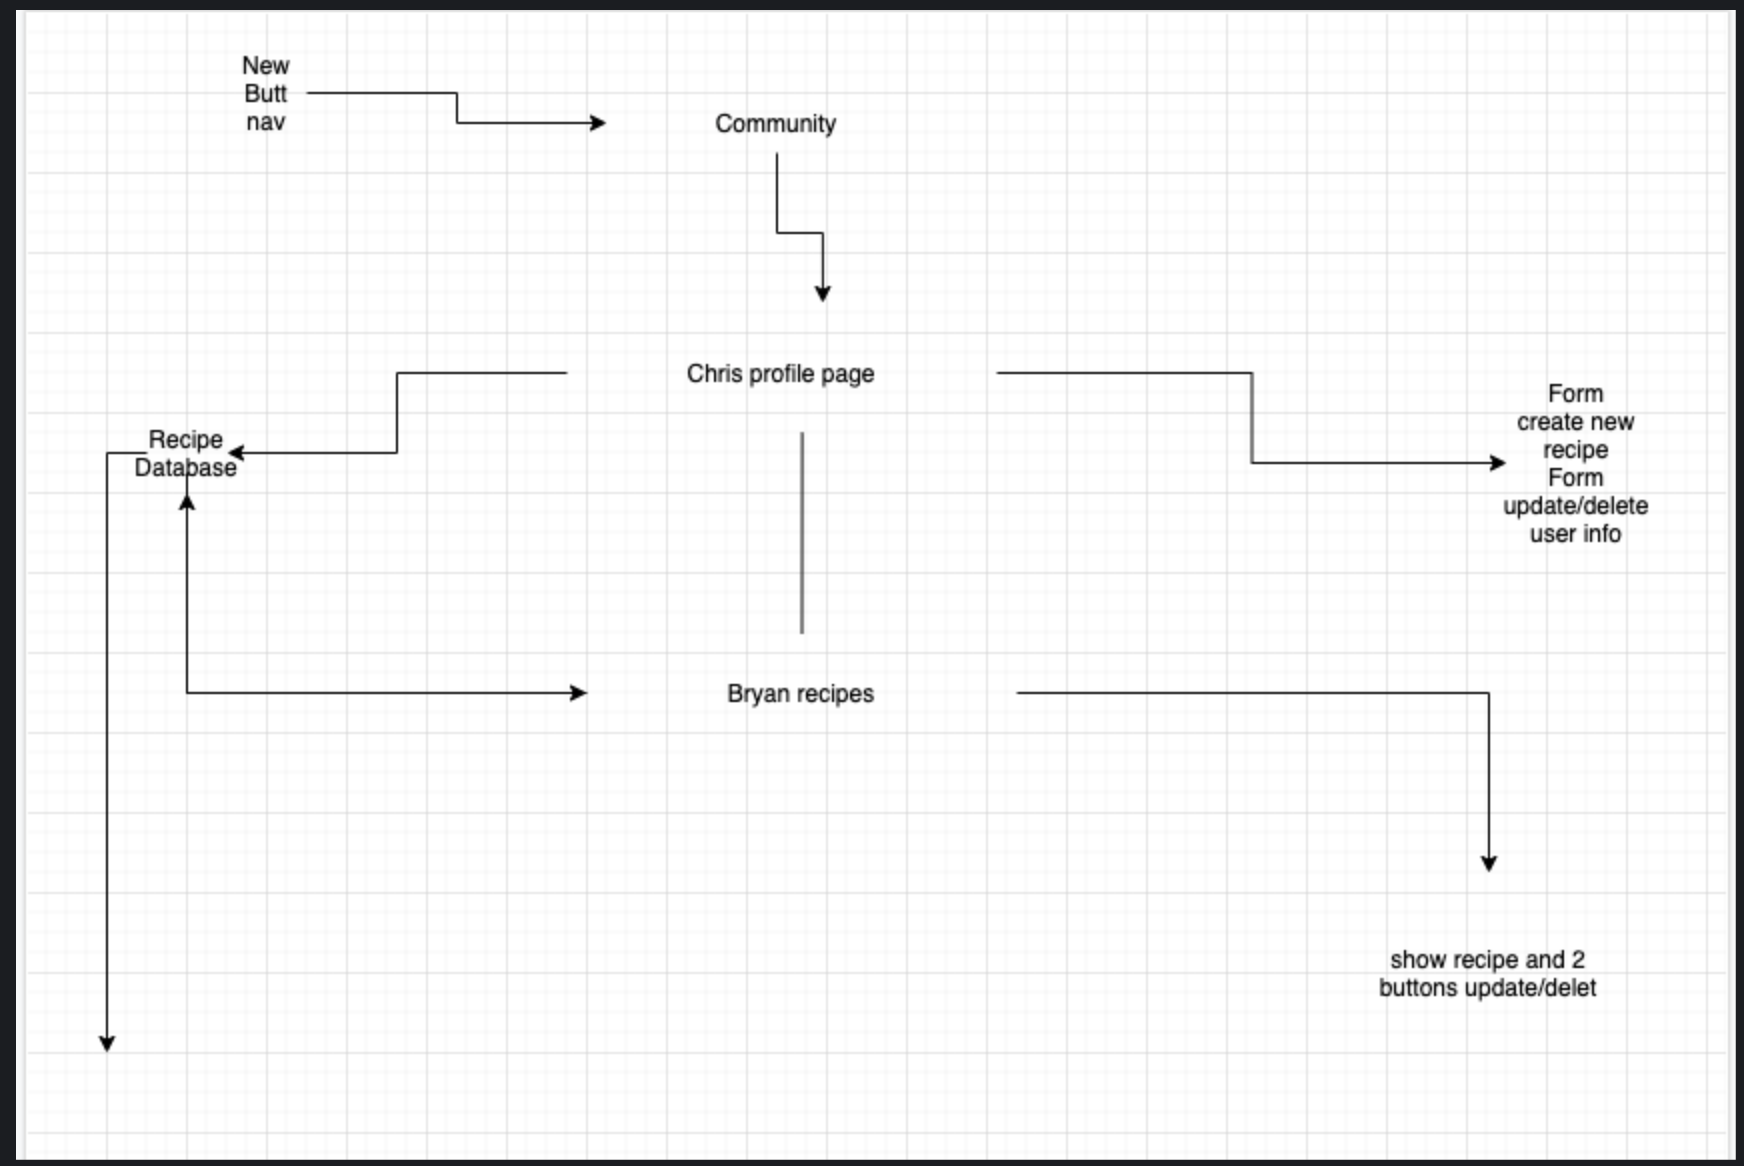 New
Butt
nav
Community
Chris profile page
Recipe
Database
Form
create new
recipe
Form
update/delete
user info
Bryan recipes
show recipe and 2
buttons update/delet